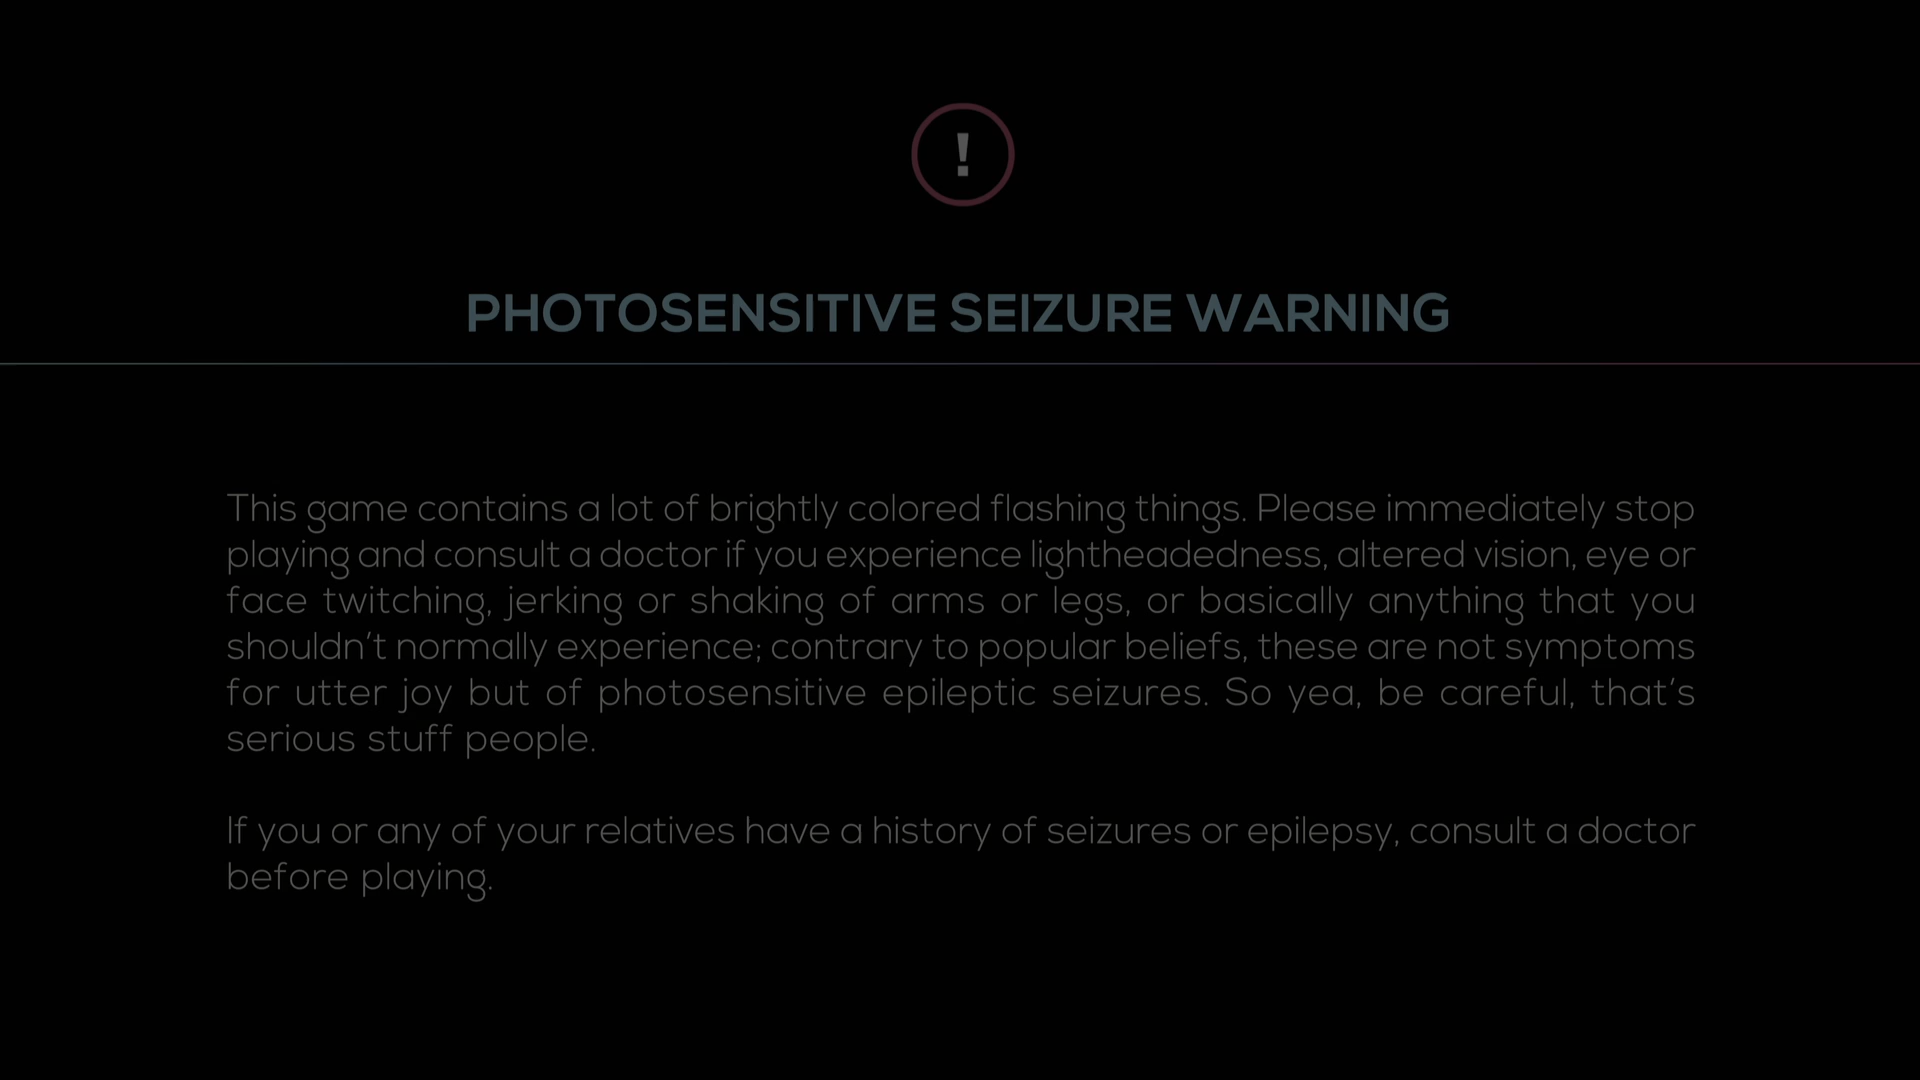 !
PHOTOSENSITIVE SEIZURE WARNING
This game contains a lot of brightly colored flashing things. Please immediately stop
playing and consult a doctor if you experience lightheadedness, altered vision, eye or
face twitching, jerking or shaking of arms or legs, or basically anything that you
shouldn’t normally experience; contrary to popular beliefs, these are not symptoms
for utter joy but of photosensitive epileptic seizures. So yea, be careful, that’s
serious stuff people.
If you or any of your relatives have a history of seizures or epilepsy, consult a doctor
before playing.